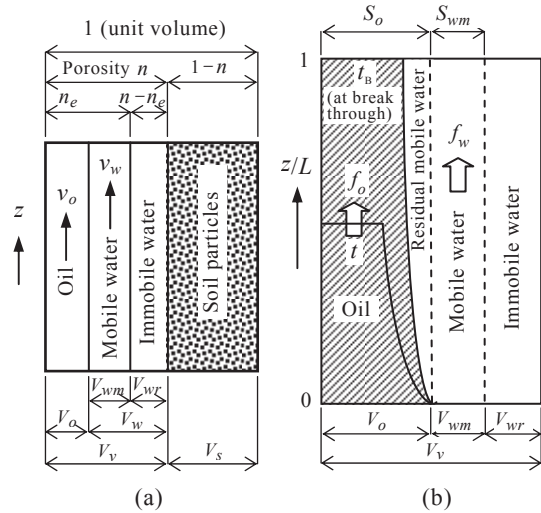 1 (unit volume)
Porosity n
1−n
n_e
n−n_e
v_o
v_w
z
Oil
Mobile water
Immobile water
Soil particles
V_wm
V_wr
V_o
V_w
V_v
V_s
(a)
S_o
S_wm
1
t_B
(at break
through)
z/L
f_o
t
Oil
Residual mobile water
f_w
Mobile water
Immobile water
0
V_o
V_wm
V_wr
V_v
(b)